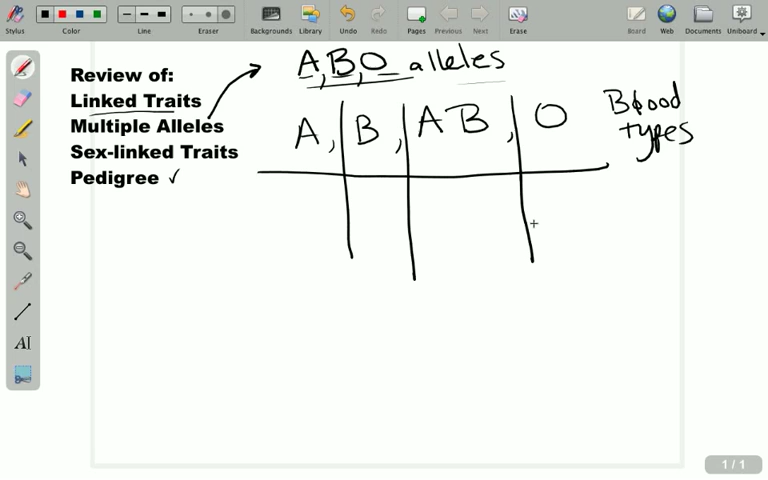 Stylus
Color
Line
Eraser
Backgrounds
Library
Undo
Redo
Pages
Previous
Next
Erase
Board
Web
Documents
Uniboard
A, B, O alleles
Review of:
Linked Traits
Multiple Alleles
Sex-linked Traits
Pedigree ✓
A, B, AB, O
Blood
types
AI
1 / 1